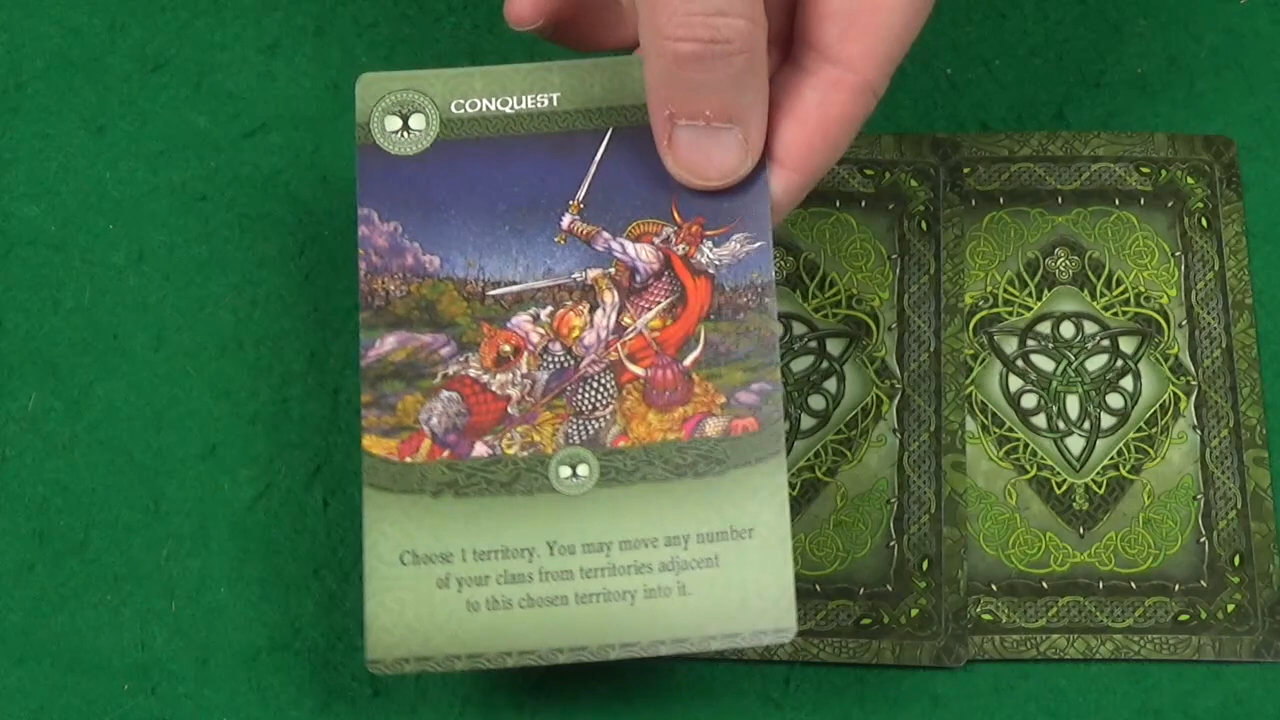 CONQUEST
Choose 1 territory. You may move any number
of your clans from territories adjacent
to this chosen territory into it.